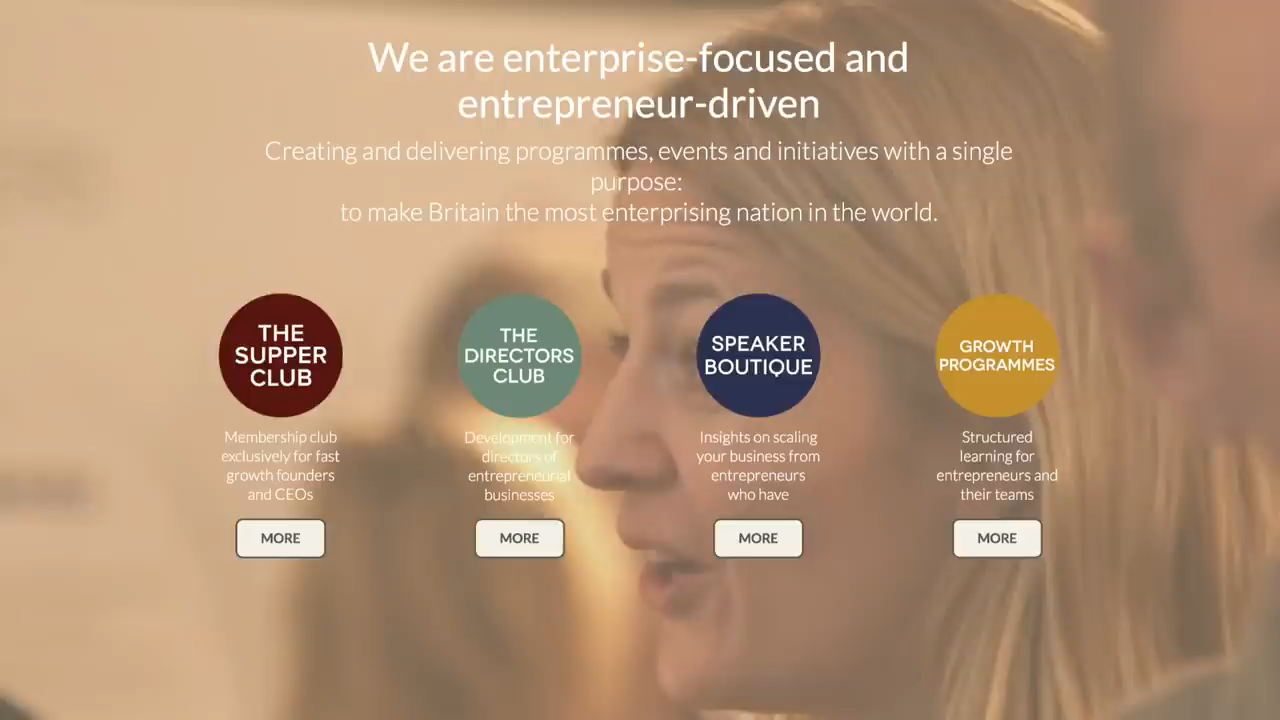 We are enterprise-focused and
entrepreneur-driven
Creating and delivering programmes, events and initiatives with a single
purpose:
to make Britain the most enterprising nation in the world.
THE
SUPPER
CLUB
Membership club
exclusively for fast
growth founders
and CEOs
MORE
THE
DIRECTORS
CLUB
Development for
directors of
entrepreneurial
businesses
MORE
SPEAKER
BOUTIQUE
Insights on scaling
your business from
entrepreneurs
who have
MORE
GROWTH
PROGRAMMES
Structured
learning for
entrepreneurs and
their teams
MORE